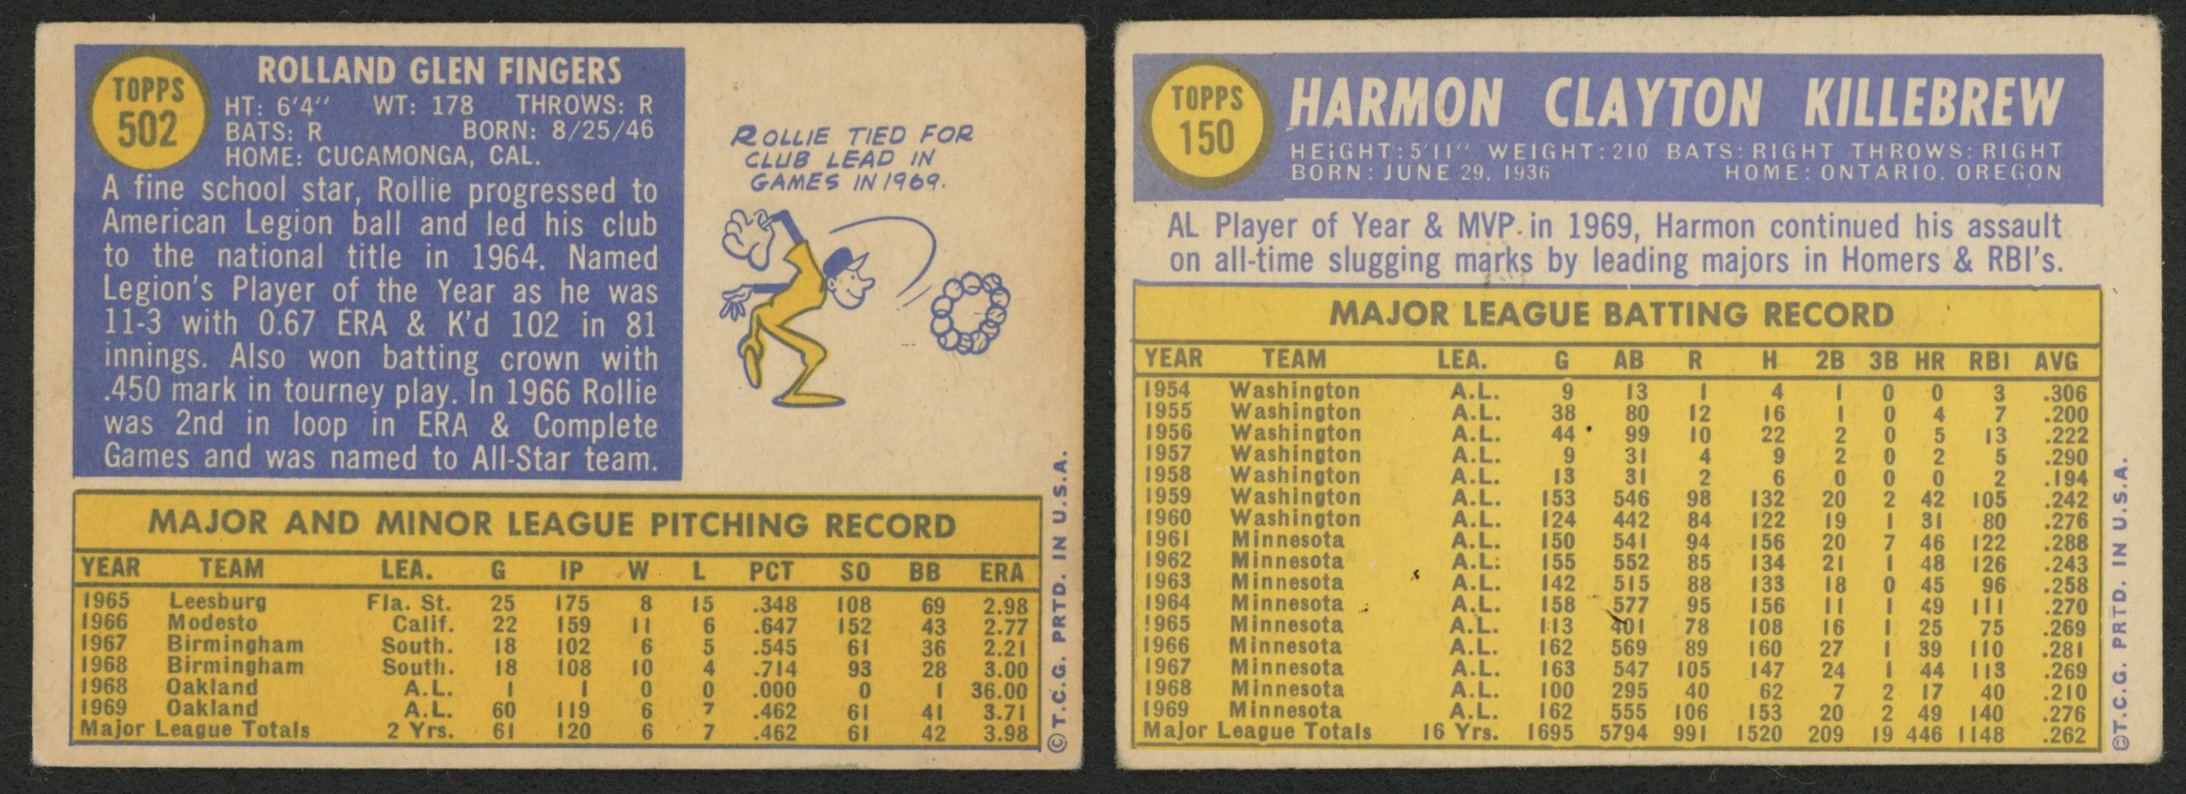 TOPPS
502
ROLLAND GLEN FINGERS
HT: 6'4" WT: 178 THROWS: R
BATS: R BORN: 8/25/46
HOME: CUCAMONGA, CAL.
A fine school star, Rollie progressed to
American Legion ball and led his club
to the national title in 1964. Named
Legion's Player of the Year as he was
11-3 with 0.67 ERA & K'd 102 in 81
innings. Also won batting crown with
.450 mark in tourney play. In 1966 Rollie
was 2nd in loop in ERA & Complete
Games and was named to All-Star team.
ROLLIE TIED FOR
CLUB LEAD IN
GAMES IN 1969.
MAJOR AND MINOR LEAGUE PITCHING RECORD
YEAR TEAM LEA. G IP W L PCT SO BB ERA
1965 Leesburg Fla. St. 25 175 8 15 .348 108 69 2.98
1966 Modesto Calif. 22 159 11 6 .647 152 43 2.77
1967 Birmingham South. 18 102 6 5 .545 61 36 2.21
1968 Birmingham South. 18 108 10 4 .714 93 28 3.00
1968 Oakland A.L. 1 1 0 0 .000 0 1 36.00
1969 Oakland A.L. 60 119 6 7 .462 61 41 3.71
Major League Totals 2 Yrs. 61 120 6 7 .462 61 42 3.98
©T.C.G. PRTD. IN U.S.A.
TOPPS
150
HARMON CLAYTON KILLEBREW
HEIGHT: 5'11" WEIGHT: 210 BATS: RIGHT THROWS: RIGHT
BORN: JUNE 29, 1936 HOME: ONTARIO, OREGON
AL Player of Year & MVP in 1969, Harmon continued his assault
on all-time slugging marks by leading majors in Homers & RBI's.
MAJOR LEAGUE BATTING RECORD
YEAR TEAM LEA. G AB R H 2B 3B HR RBI AVG
1954 Washington A.L. 9 13 1 4 1 0 0 3 .306
1955 Washington A.L. 38 80 12 16 1 0 4 7 .200
1956 Washington A.L. 44 99 10 22 2 0 5 13 .222
1957 Washington A.L. 9 31 4 9 2 0 2 5 .290
1958 Washington A.L. 13 31 2 6 0 0 0 2 .194
1959 Washington A.L. 153 546 98 132 20 2 42 105 .242
1960 Washington A.L. 124 442 84 122 19 1 31 80 .276
1961 Minnesota A.L. 150 541 94 156 20 7 46 122 .288
1962 Minnesota A.L. 155 552 85 134 21 1 48 126 .243
1963 Minnesota A.L. 142 515 88 133 18 0 45 96 .258
1964 Minnesota A.L. 158 577 95 156 11 1 49 111 .270
1965 Minnesota A.L. 113 401 78 108 16 1 25 75 .269
1966 Minnesota A.L. 162 569 89 160 27 1 39 110 .281
1967 Minnesota A.L. 163 547 105 147 24 1 44 113 .269
1968 Minnesota A.L. 100 295 40 62 7 2 17 40 .210
1969 Minnesota A.L. 162 555 106 153 20 2 49 140 .276
Major League Totals 16 Yrs. 1695 5794 991 1520 209 19 446 1148 .262
©T.C.G. PRTD. IN U.S.A.